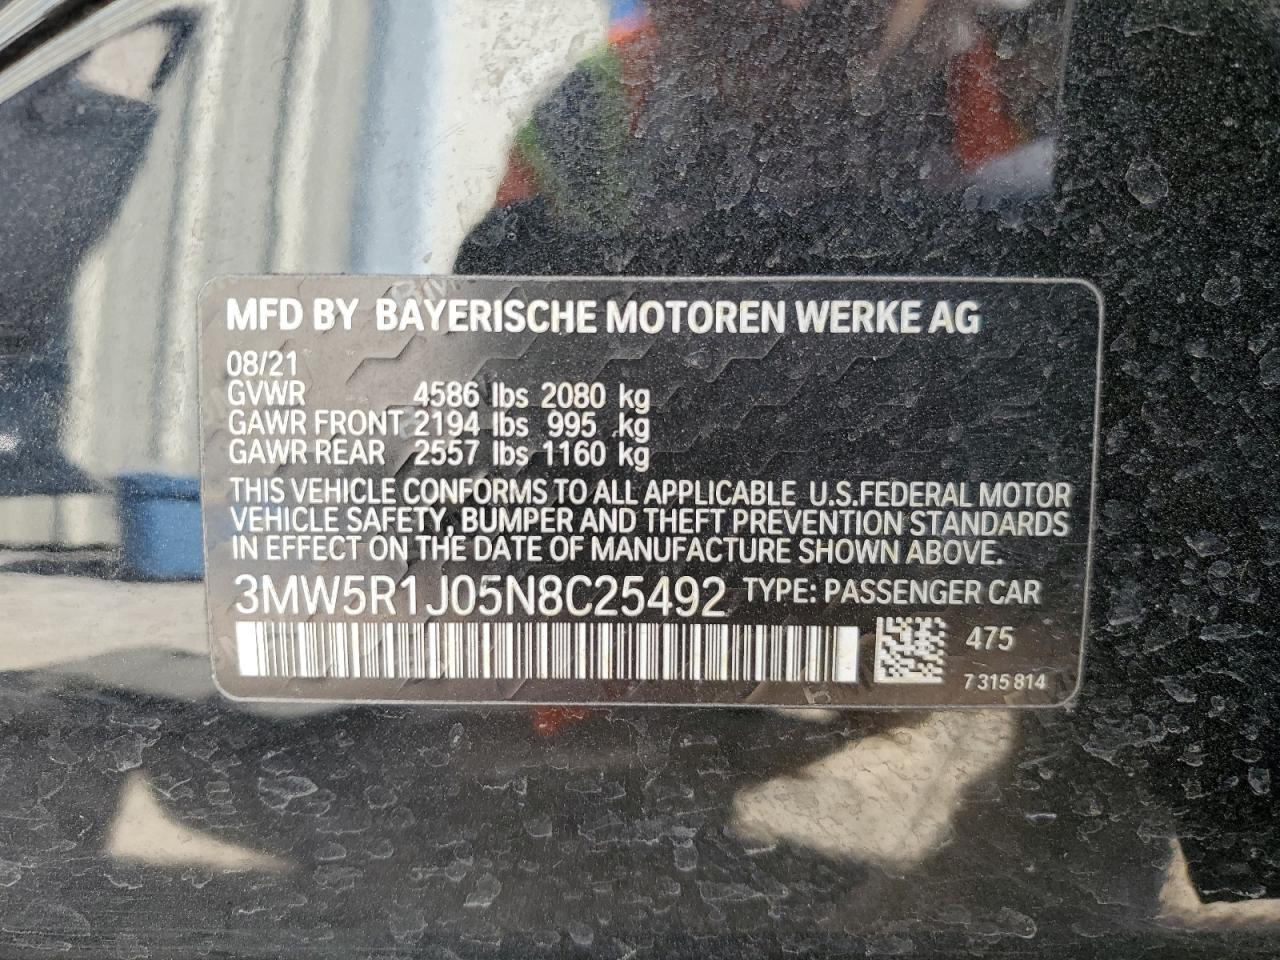 MFD BY BAYERISCHE MOTOREN WERKE AG
08/21
GVWR 4586 lbs 2080 kg
GAWR FRONT 2194 lbs 995 kg
GAWR REAR 2557 lbs 1160 kg
THIS VEHICLE CONFORMS TO ALL APPLICABLE U.S.FEDERAL MOTOR
VEHICLE SAFETY, BUMPER AND THEFT PREVENTION STANDARDS
IN EFFECT ON THE DATE OF MANUFACTURE SHOWN ABOVE.
3MW5R1J05N8C25492 TYPE: PASSENGER CAR
475
7 315 814